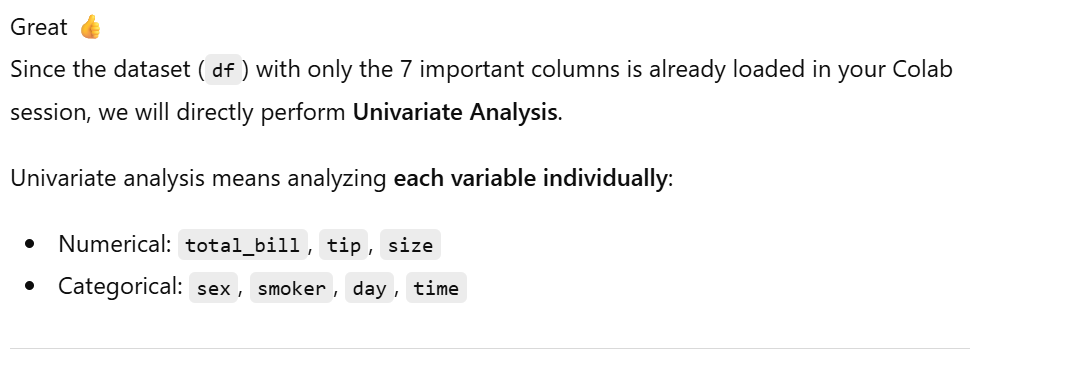 Great 👍
Since the dataset (df) with only the 7 important columns is already loaded in your Colab
session, we will directly perform Univariate Analysis.
Univariate analysis means analyzing each variable individually:
• Numerical: total_bill, tip, size
• Categorical: sex, smoker, day, time